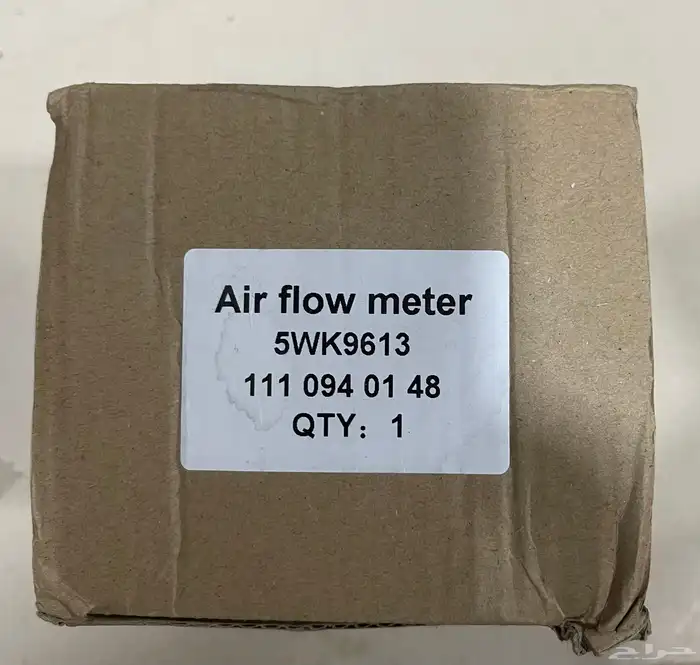 Air flow meter
5WK9613
111 094 01 48
QTY： 1
حراج